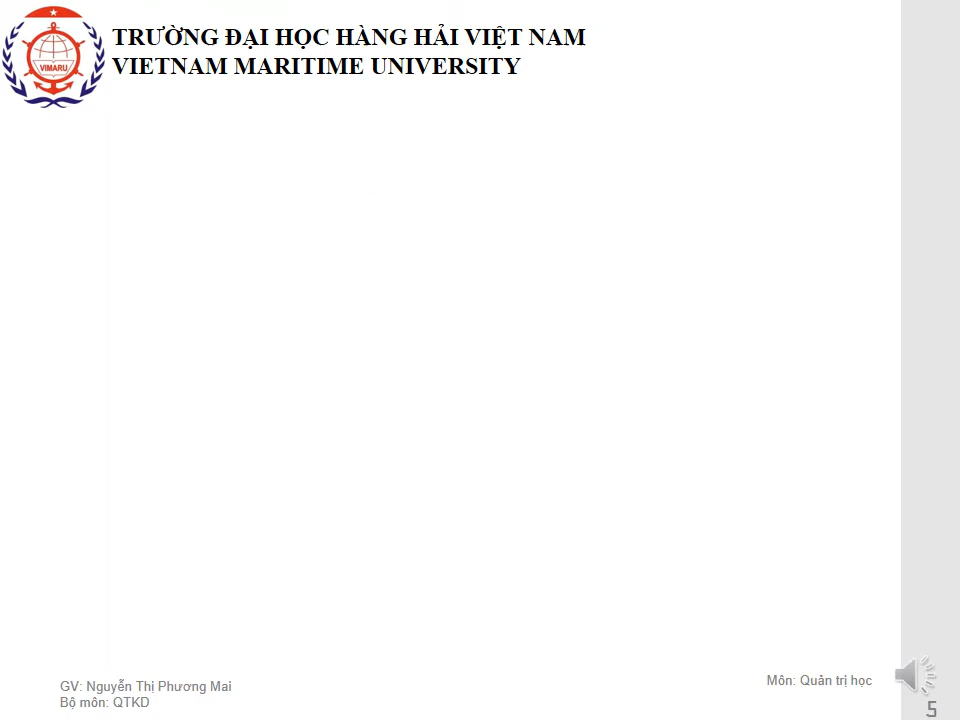 TRƯỜNG ĐẠI HỌC HÀNG HẢI VIỆT NAM
VIETNAM MARITIME UNIVERSITY
VIMARU
GV: Nguyễn Thị Phương Mai
Bộ môn: QTKD
Môn: Quản trị học
5